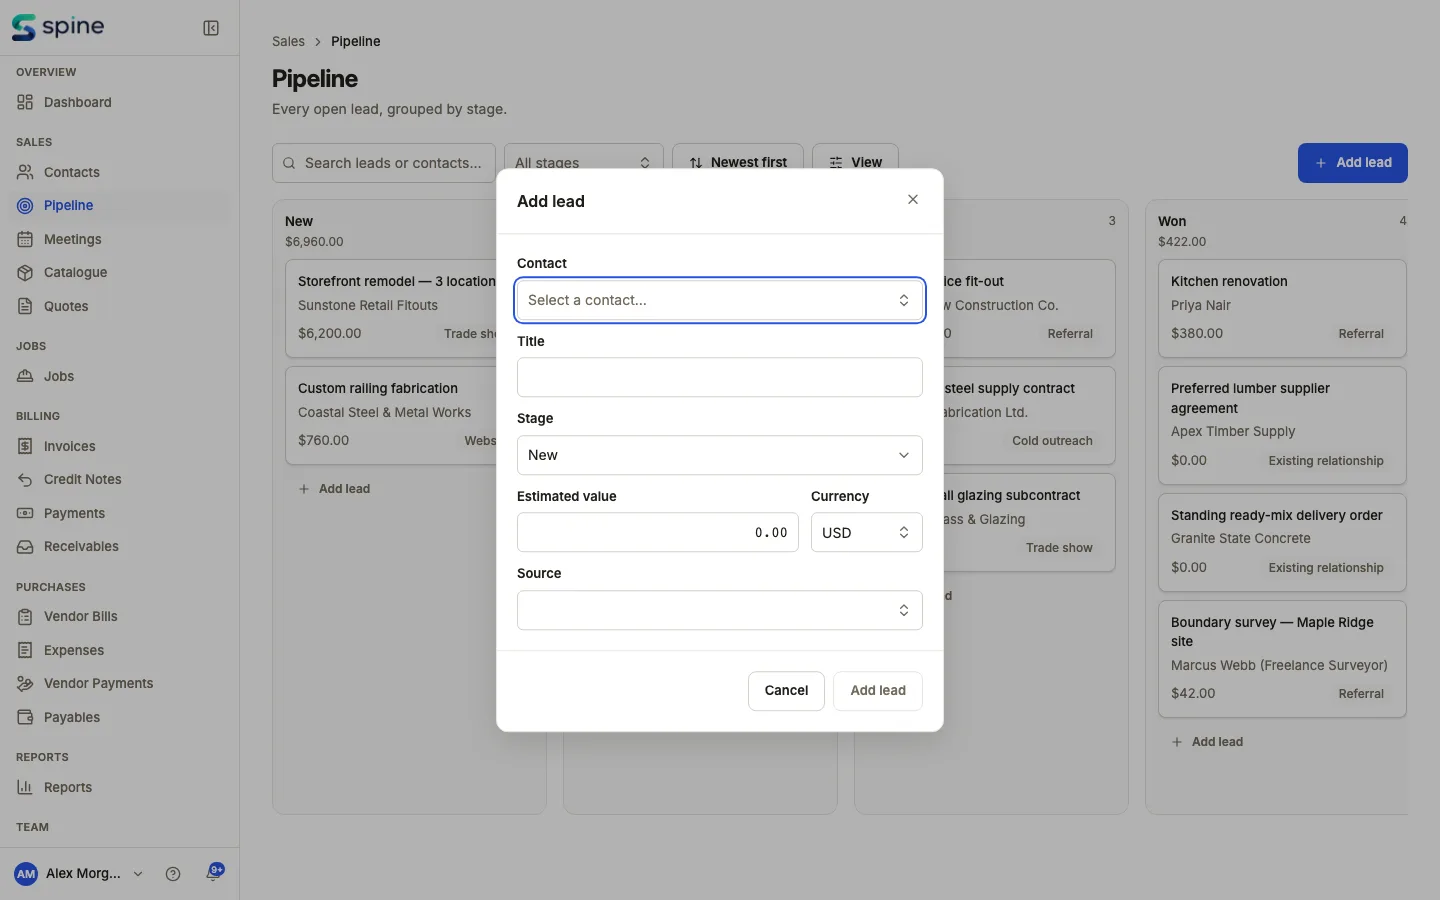 spine
OVERVIEW
Dashboard
SALES
Contacts
Pipeline
Meetings
Catalogue
Quotes
JOBS
Jobs
BILLING
Invoices
Credit Notes
Payments
Receivables
PURCHASES
Vendor Bills
Expenses
Vendor Payments
Payables
REPORTS
Reports
TEAM
AM Alex Morg... 9+
Sales > Pipeline
Pipeline
Every open lead, grouped by stage.
Search leads or contacts...
All stages
Newest first
View
+ Add lead
New
$6,960.00
Storefront remodel — 3 location
Sunstone Retail Fitouts
$6,200.00
Custom railing fabrication
Coastal Steel & Metal Works
$760.00
+ Add lead
Add lead
Contact
Select a contact...
Title
Stage
New
Estimated value
Currency
0.00
USD
Source
Cancel
Add lead
3
fit-out
Construction Co.
Referral
steel supply contract
Ltd.
Cold outreach
glazing subcontract
& Glazing
Trade show
Won
4
$422.00
Kitchen renovation
Priya Nair
$380.00 Referral
Preferred lumber supplier
agreement
Apex Timber Supply
$0.00 Existing relationship
Standing ready-mix delivery order
Granite State Concrete
$0.00 Existing relationship
Boundary survey — Maple Ridge
site
Marcus Webb (Freelance Surveyor)
$42.00 Referral
+ Add lead